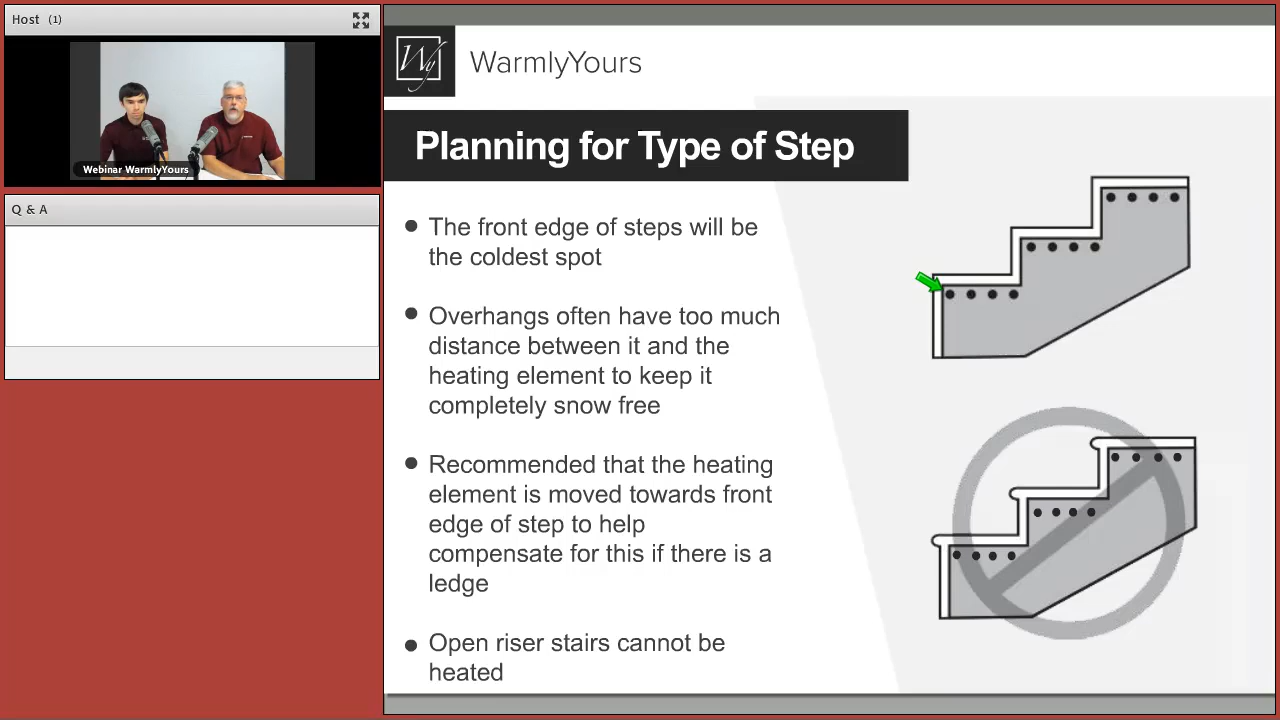 Host (1)
Webinar WarmlyYours
Q & A
Wy
WarmlyYours
Planning for Type of Step
The front edge of steps will be
the coldest spot
Overhangs often have too much
distance between it and the
heating element to keep it
completely snow free
Recommended that the heating
element is moved towards front
edge of step to help
compensate for this if there is a
ledge
Open riser stairs cannot be
heated